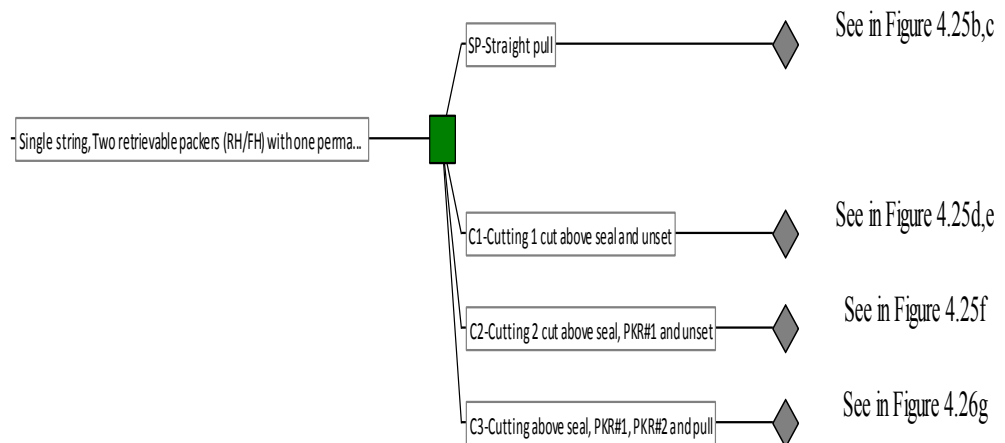 SP-Straight pull
See in Figure 4.25b,c
Single string, Two retrievable packers (RH/FH) with one perma...
C1-Cutting 1 cut above seal and unset
See in Figure 4.25d,e
C2-Cutting 2 cut above seal, PKR#1 and unset
See in Figure 4.25f
C3-Cutting above seal, PKR#1, PKR#2 and pull
See in Figure 4.26g